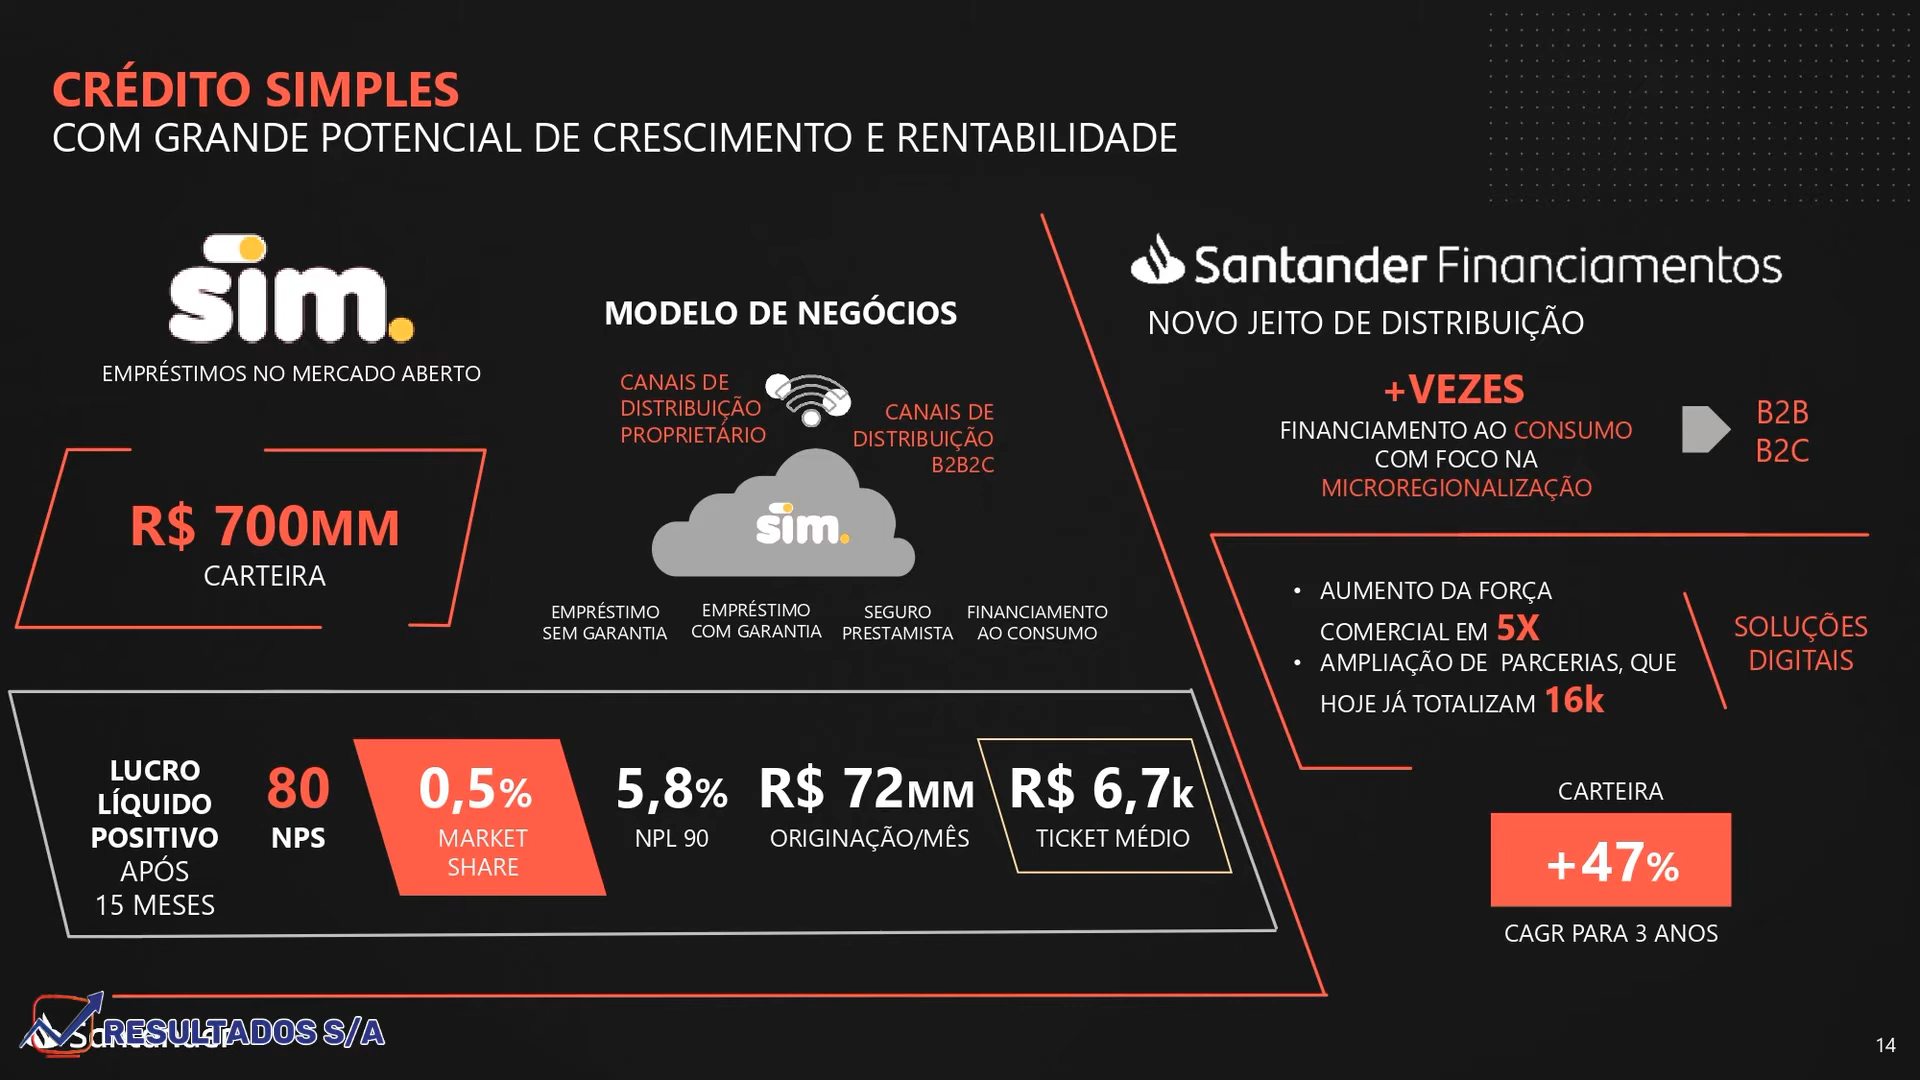 CRÉDITO SIMPLES
COM GRANDE POTENCIAL DE CRESCIMENTO E RENTABILIDADE
sim.
EMPRÉSTIMOS NO MERCADO ABERTO
R$ 700MM
CARTEIRA
MODELO DE NEGÓCIOS
CANAIS DE
DISTRIBUIÇÃO
PROPRIETÁRIO
CANAIS DE
DISTRIBUIÇÃO
B2B2C
sim.
EMPRÉSTIMO
SEM GARANTIA
EMPRÉSTIMO
COM GARANTIA
SEGURO
PRESTAMISTA
FINANCIAMENTO
AO CONSUMO
LUCRO
LÍQUIDO
POSITIVO
APÓS
15 MESES
80
NPS
0,5%
MARKET
SHARE
5,8%
NPL 90
R$ 72MM
ORIGINAÇÃO/MÊS
R$ 6,7k
TICKET MÉDIO
Santander Financiamentos
NOVO JEITO DE DISTRIBUIÇÃO
+VEZES
FINANCIAMENTO AO CONSUMO
COM FOCO NA
MICROREGIONALIZAÇÃO
B2B
B2C
• AUMENTO DA FORÇA
COMERCIAL EM 5X
• AMPLIAÇÃO DE PARCERIAS, QUE
HOJE JÁ TOTALIZAM 16k
SOLUÇÕES
DIGITAIS
CARTEIRA
+47%
CAGR PARA 3 ANOS
Santander
RESULTADOS S/A
14